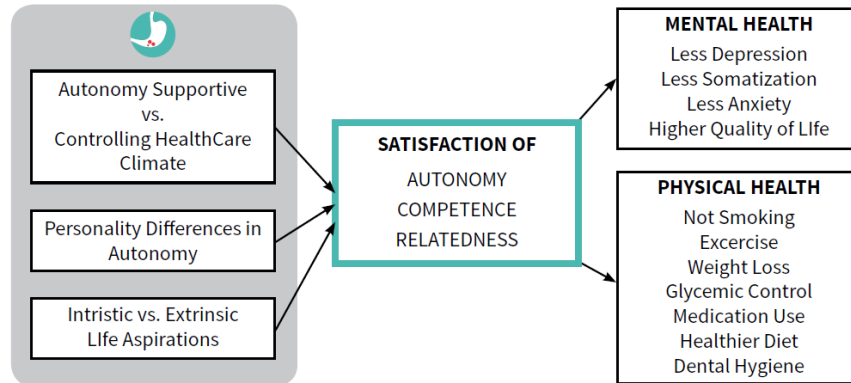 Autonomy Supportive
vs.
Controlling HealthCare
Climate
Personality Differences in
Autonomy
Intristic vs. Extrinsic
LIfe Aspirations
SATISFACTION OF
AUTONOMY
COMPETENCE
RELATEDNESS
MENTAL HEALTH
Less Depression
Less Somatization
Less Anxiety
Higher Quality of LIfe
PHYSICAL HEALTH
Not Smoking
Excercise
Weight Loss
Glycemic Control
Medication Use
Healthier Diet
Dental Hygiene